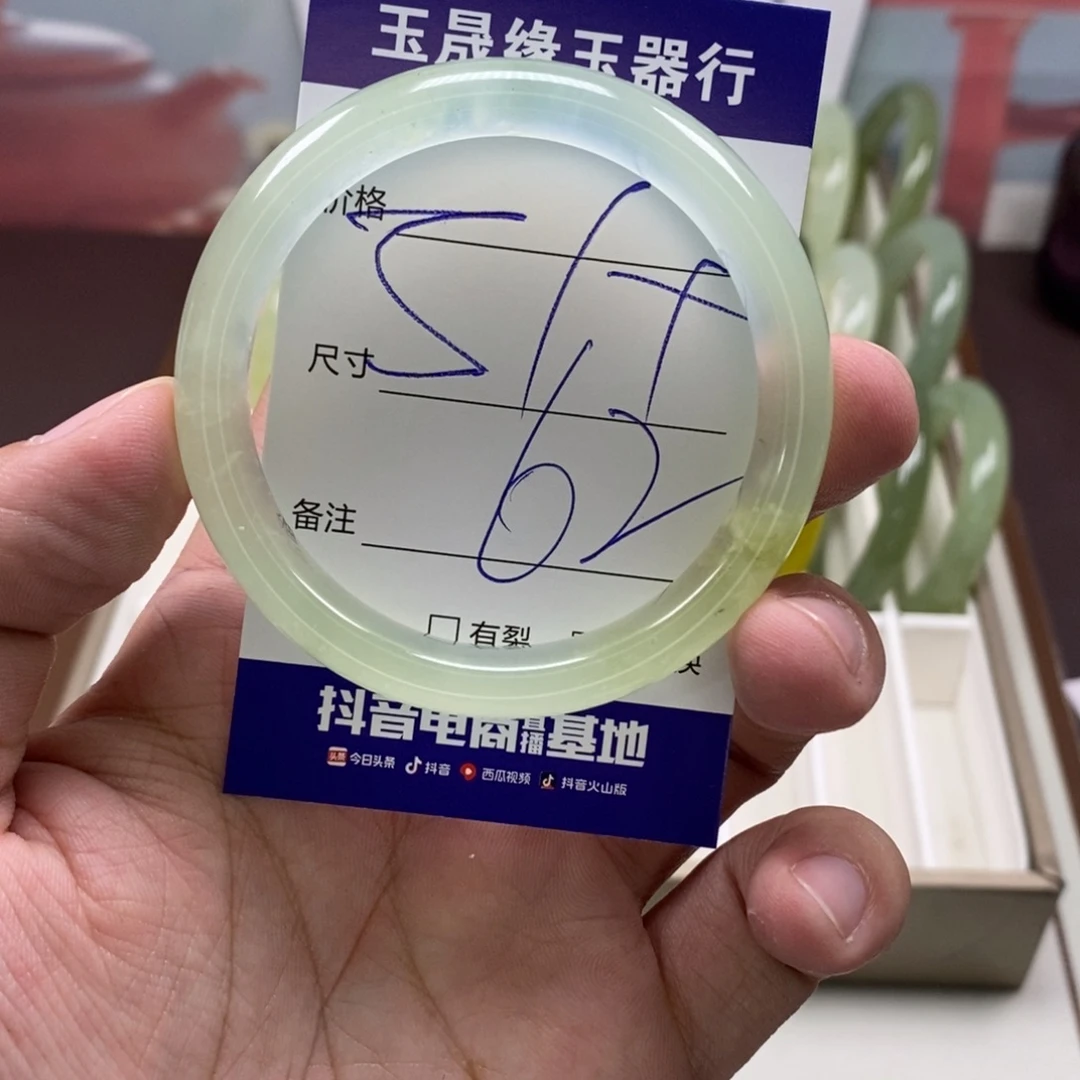 玉晟缘玉器行
价格
尺寸
62
备注
有裂
抖音电商直播基地
今日头条 抖音 西瓜视频 抖音火山版